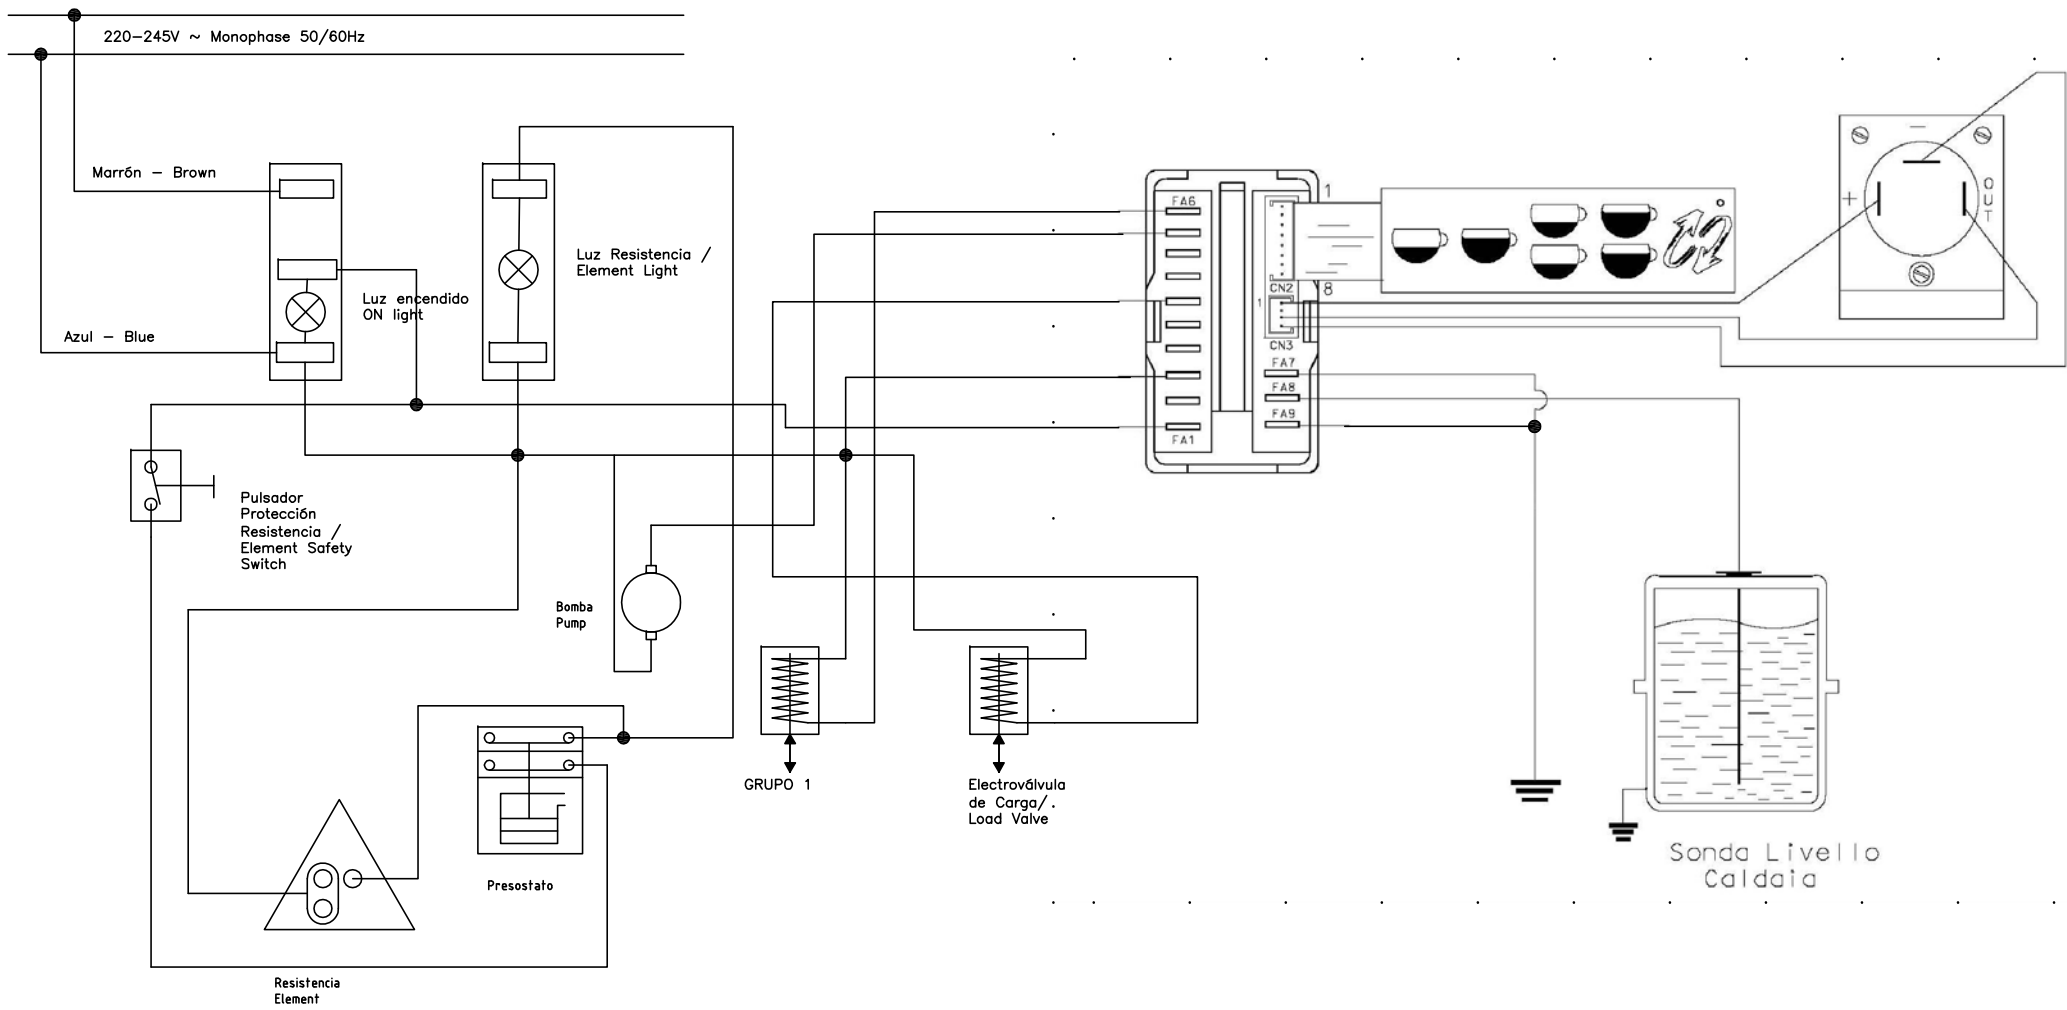 220-245V ~ Monophase 50/60Hz
Marrón - Brown
Azul - Blue
Luz encendido
ON light
Luz Resistencia /
Element Light
Pulsador
Protección
Resistencia /
Element Safety
Switch
Bomba
Pump
GRUPO 1
Electroválvula
de Carga/.
Load Valve
Presostato
Resistencia
Element
FA6
FA1
1
8
CN2
1
CN3
FA7
FA8
FA9
-
+
OUT
Sonda Livello
Caldaia